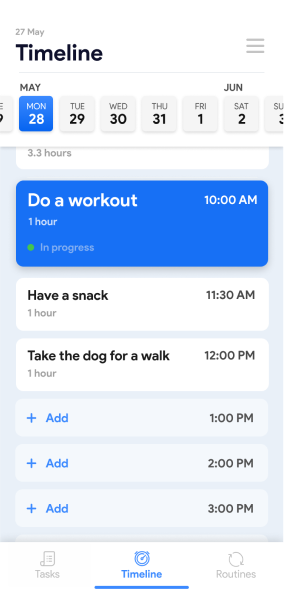 27 May
Timeline
MAY JUN
MON TUE WED THU FRI SAT
28 29 30 31 1 2
3.3 hours
Do a workout 10:00 AM
1 hour
In progress
Have a snack 11:30 AM
1 hour
Take the dog for a walk 12:00 PM
1 hour
+ Add 1:00 PM
+ Add 2:00 PM
+ Add 3:00 PM
Tasks Timeline Routines